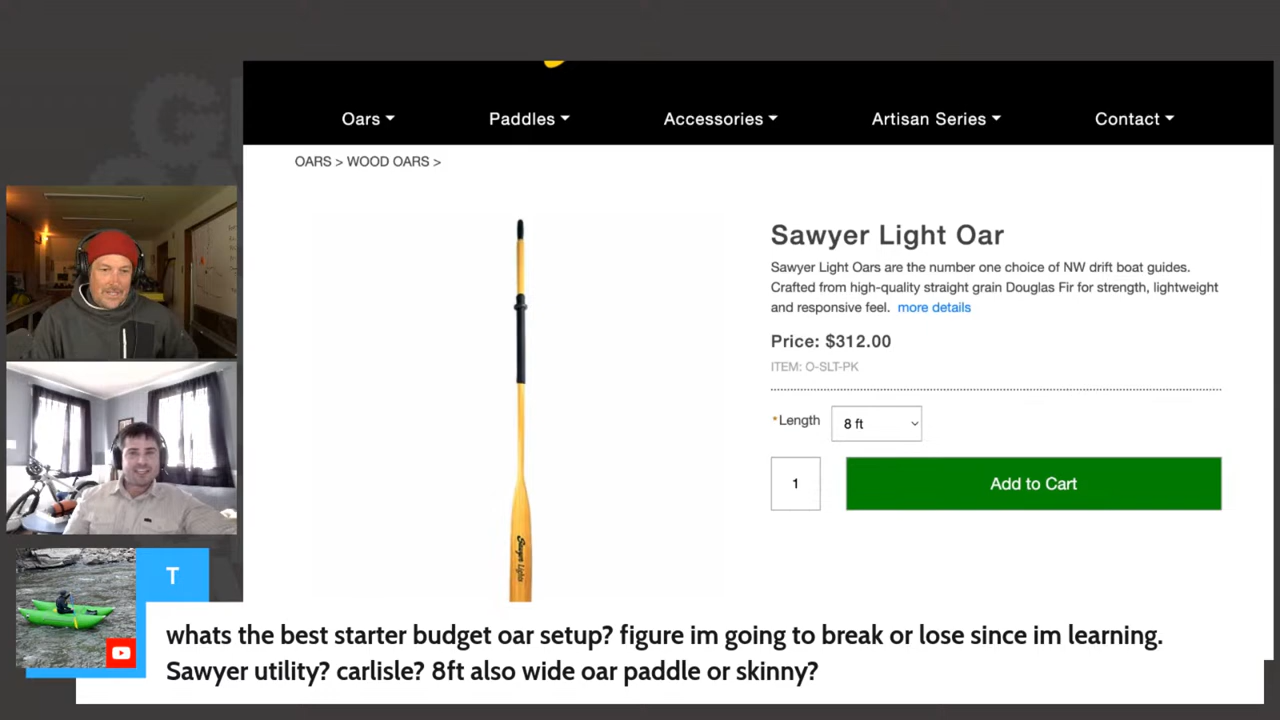 Oars
Paddles
Accessories
Artisan Series
Contact
OARS > WOOD OARS >
Sawyer Light Oar
Sawyer Light Oars are the number one choice of NW drift boat guides.
Crafted from high-quality straight grain Douglas Fir for strength, lightweight
and responsive feel. more details
Price: $312.00
ITEM: O-SLT-PK
*Length
8 ft
1
Add to Cart
Sawyer Lights
T
whats the best starter budget oar setup? figure im going to break or lose since im learning.
Sawyer utility? carlisle? 8ft also wide oar paddle or skinny?